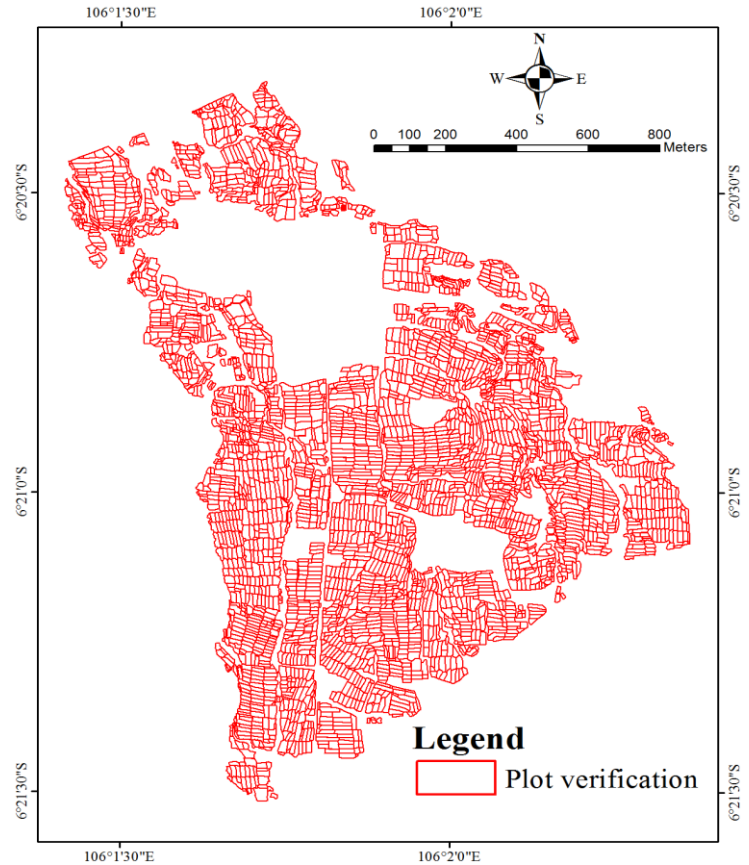 106°1'30"E 106°2'0"E
N
W E
S
0 100 200 400 600 800
Meters
6°20'30"S 6°20'30"S
6°21'0"S 6°21'0"S
Legend
Plot verification
6°21'30"S 6°21'30"S
106°1'30"E 106°2'0"E